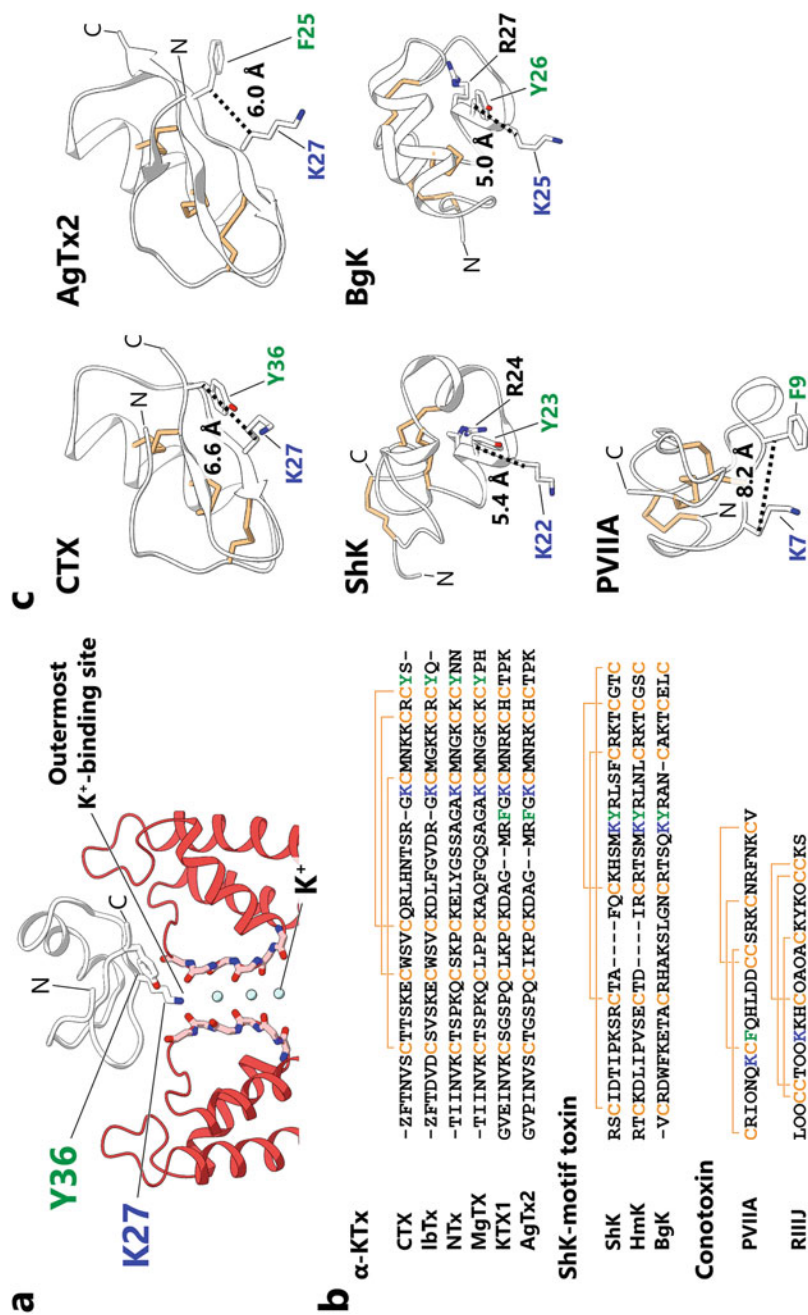 a
Y36
K27
N
C
Outermost
K⁺-binding site
K⁺
b
α-KTx
CTX -ZFTNVSCTTSKECWSVCQRLHNTSR-GKCMNKKCRCYS-
IbTx -ZFTDVDCSVSKECWSVCKDLFGVDR-GKCMGKKCRCYQ-
NTx -TIINVKCTSPKQCSKPCKELYGSSAGAKCMNGKCKCYNN
MgTX -TIINVKCTSPKQCLPPCKAQFGQSAGAKCMNGKCKCYPH
KTX1 GVEINVKCSGSPQCLKPCKDAG--MRFGKCMNRKCHCTPK
AgTx2 GVPINVSCTGSPQCIKPCKDAG--MRFGKCMNRKCHCTPK
ShK-motif toxin
ShK RSCIDTIPKSRCTA----FQCKHSMKYRLSFCRKTCGTC
HmK RTCKDLIPVSECTD----IRCRTSMKYRLNLCRKTCGSC
BgK -VCRDWFKETACRHAKSLGNCRTSQKYRAN-CAKTCELC
Conotoxin
PVIIA CRIONQKCFQHLDDCCSRKCNRFNKCV
RIIIJ LOOCCTOOKKHCOAOACKYKOCCKS
c
CTX
N
C
6.6 Å
K27
Y36
AgTx2
C
N
6.0 Å
K27
F25
ShK
N
C
5.4 Å
K22
Y23
R24
BgK
N
5.0 Å
K25
Y26
R27
PVIIA
C
N
8.2 Å
K7
F9